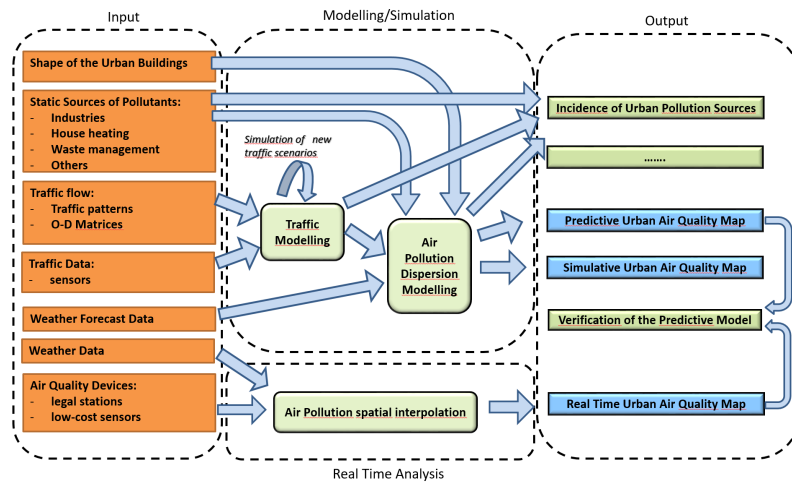 Input
Modelling/Simulation
Output
Shape of the Urban Buildings
Static Sources of Pollutants:
- Industries
- House heating
- Waste management
- Others
Traffic flow:
- Traffic patterns
- O-D Matrices
Traffic Data:
- sensors
Weather Forecast Data
Weather Data
Air Quality Devices:
- legal stations
- low-cost sensors
Simulation of new
traffic scenarios
Traffic
Modelling
Air
Pollution
Dispersion
Modelling
Air Pollution spatial interpolation
Real Time Analysis
Incidence of Urban Pollution Sources
.......
Predictive Urban Air Quality Map
Simulative Urban Air Quality Map
Verification of the Predictive Model
Real Time Urban Air Quality Map